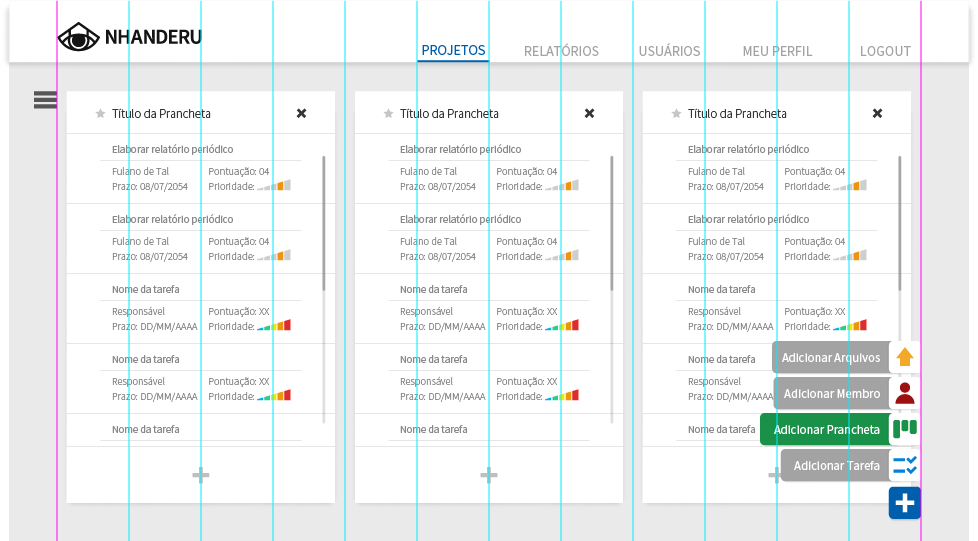 NHANDERU
PROJETOS RELATÓRIOS USUÁRIOS MEU PERFIL LOGOUT
Título da Prancheta
Elaborar relatório periódico
Fulano de Tal Pontuação: 04
Prazo: 08/07/2054 Prioridade:
Elaborar relatório periódico
Fulano de Tal Pontuação: 04
Prazo: 08/07/2054 Prioridade:
Nome da tarefa
Responsável Pontuação: XX
Prazo: DD/MM/AAAA Prioridade:
Nome da tarefa
Responsável Pontuação: XX
Prazo: DD/MM/AAAA Prioridade:
Nome da tarefa
Título da Prancheta
Elaborar relatório periódico
Fulano de Tal Pontuação: 04
Prazo: 08/07/2054 Prioridade:
Elaborar relatório periódico
Fulano de Tal Pontuação: 04
Prazo: 08/07/2054 Prioridade:
Nome da tarefa
Responsável Pontuação: XX
Prazo: DD/MM/AAAA Prioridade:
Nome da tarefa
Responsável Pontuação: XX
Prazo: DD/MM/AAAA Prioridade:
Nome da tarefa
Título da Prancheta
Elaborar relatório periódico
Fulano de Tal Pontuação: 04
Prazo: 08/07/2054 Prioridade:
Elaborar relatório periódico
Fulano de Tal Pontuação: 04
Prazo: 08/07/2054 Prioridade:
Nome da tarefa
Responsável Pontuação: XX
Prazo: DD/MM/AAAA Prioridade:
Nome da tarefa
Responsável
Prazo: DD/MM/AAAA
Nome da tarefa
Adicionar Arquivos
Adicionar Membro
Adicionar Prancheta
Adicionar Tarefa